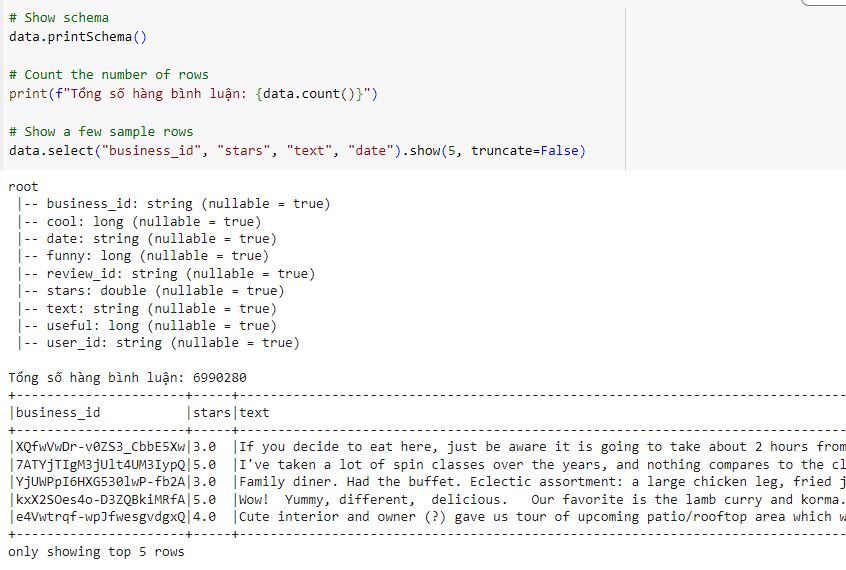 # Show schema
data.printSchema()
# Count the number of rows
print(f"Tổng số hàng bình luận: {data.count()}")
# Show a few sample rows
data.select("business_id", "stars", "text", "date").show(5, truncate=False)
root
 |-- business_id: string (nullable = true)
 |-- cool: long (nullable = true)
 |-- date: string (nullable = true)
 |-- funny: long (nullable = true)
 |-- review_id: string (nullable = true)
 |-- stars: double (nullable = true)
 |-- text: string (nullable = true)
 |-- useful: long (nullable = true)
 |-- user_id: string (nullable = true)
Tổng số hàng bình luận: 6990280
|business_id           |stars|text
|XQfwVwDr-v0ZS3_CbbE5Xw|3.0  |If you decide to eat here, just be aware it is going to take about 2 hours from
|7ATYjTIgM3jUlt4UM3IypQ|5.0  |I've taken a lot of spin classes over the years, and nothing compares to the cl
|YjUWPpI6HXG530lwP-fb2A|3.0  |Family diner. Had the buffet. Eclectic assortment: a large chicken leg, fried j
|kxX2SOes4o-D3ZQBkiMRfA|5.0  |Wow!  Yummy, different,  delicious.   Our favorite is the lamb curry and korma.
|e4Vwtrqf-wpJfwesgvdgxQ|4.0  |Cute interior and owner (?) gave us tour of upcoming patio/rooftop area which w
only showing top 5 rows